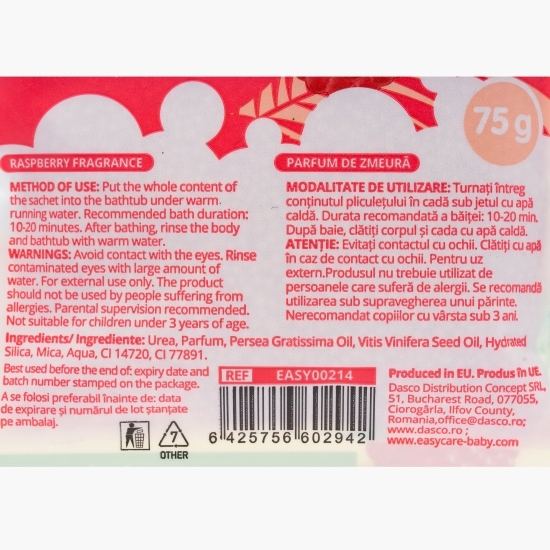 75g
RASPBERRY FRAGRANCE
METHOD OF USE: Put the whole content of
the sachet into the bathtub under warm
running water. Recommended bath duration:
10-20 minutes. After bathing, rinse the body
and bathtub with warm water.
WARNINGS: Avoid contact with the eyes. Rinse
contaminated eyes with large amount of
water. For external use only. The product
should not be used by people suffering from
allergies. Parental supervision recommended.
Not suitable for children under 3 years of age.
PARFUM DE ZMEURĂ
MODALITATE DE UTILIZARE: Turnați întreg
conținutul pliculețului în cadă sub jetul cu apă
caldă. Durata recomandată a băiței: 10-20 min.
După baie, clătiți corpul și cada cu apă caldă.
ATENȚIE: Evitați contactul cu ochii. Clătiți cu apă
în caz de contact cu ochii. Pentru uz
extern.Produsul nu trebuie utilizat de
persoanele care suferă de alergii. Se recomandă
utilizarea sub supravegherea unui părinte.
Nerecomandat copiilor cu vârsta sub 3 ani.
Ingredients/ Ingrediente: Urea, Parfum, Persea Gratissima Oil, Vitis Vinifera Seed Oil, Hydrated
Silica, Mica, Aqua, CI 14720, CI 77891.
Best used before the end of: expiry date and
batch number stamped on the package.
A se folosi preferabil înainte de: data
de expirare și numărul de lot ștanțate
pe ambalaj.
7
OTHER
REF EASY00214
6 425756 602942
Produced in EU. Produs în UE.
Dasco Distribution Concept SRL,
51, Bucharest Road, 077055,
Ciorogârla, Ilfov County,
Romania,office@dasco.ro;
www.dasco.ro ;
www.easycare-baby.com